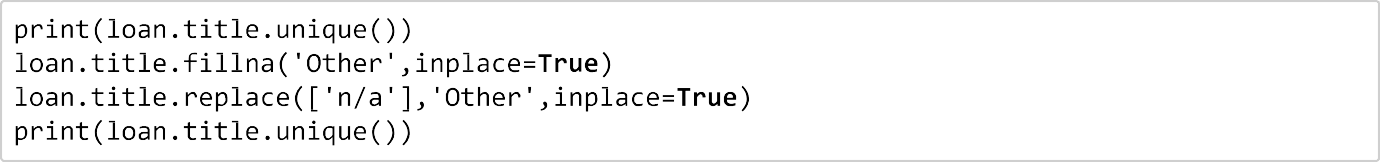 print(loan.title.unique())
loan.title.fillna('Other',inplace=True)
loan.title.replace(['n/a'],'Other',inplace=True)
print(loan.title.unique())